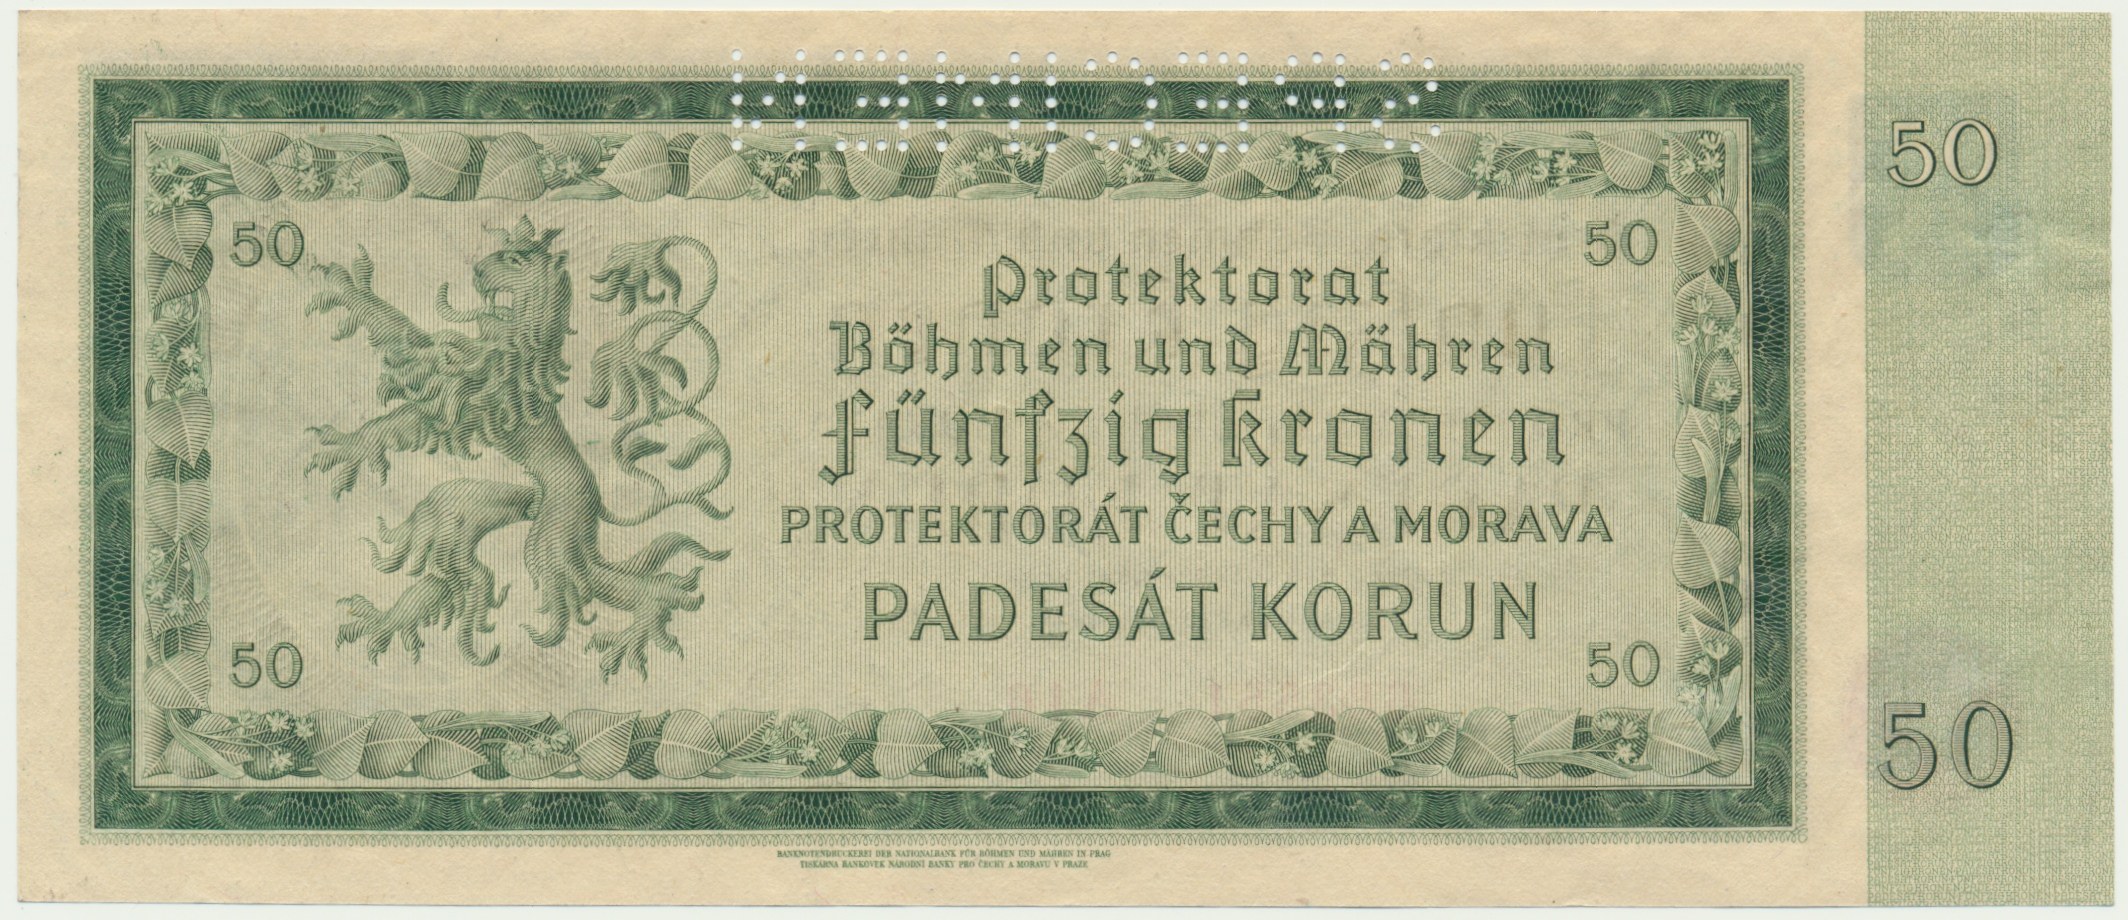 SPECIMEN
50
50 50
Protektorat
Böhmen und Mähren
Fünfzig Kronen
PROTEKTORÁT ČECHY A MORAVA
PADESÁT KORUN
50 50
50
BANKNOTENDRUCKEREI DER NATIONALBANK FÜR BÖHMEN UND MÄHREN IN PRAG
TISKÁRNA BANKOVEK NÁRODNÍ BANKY PRO ČECHY A MORAVU V PRAZE